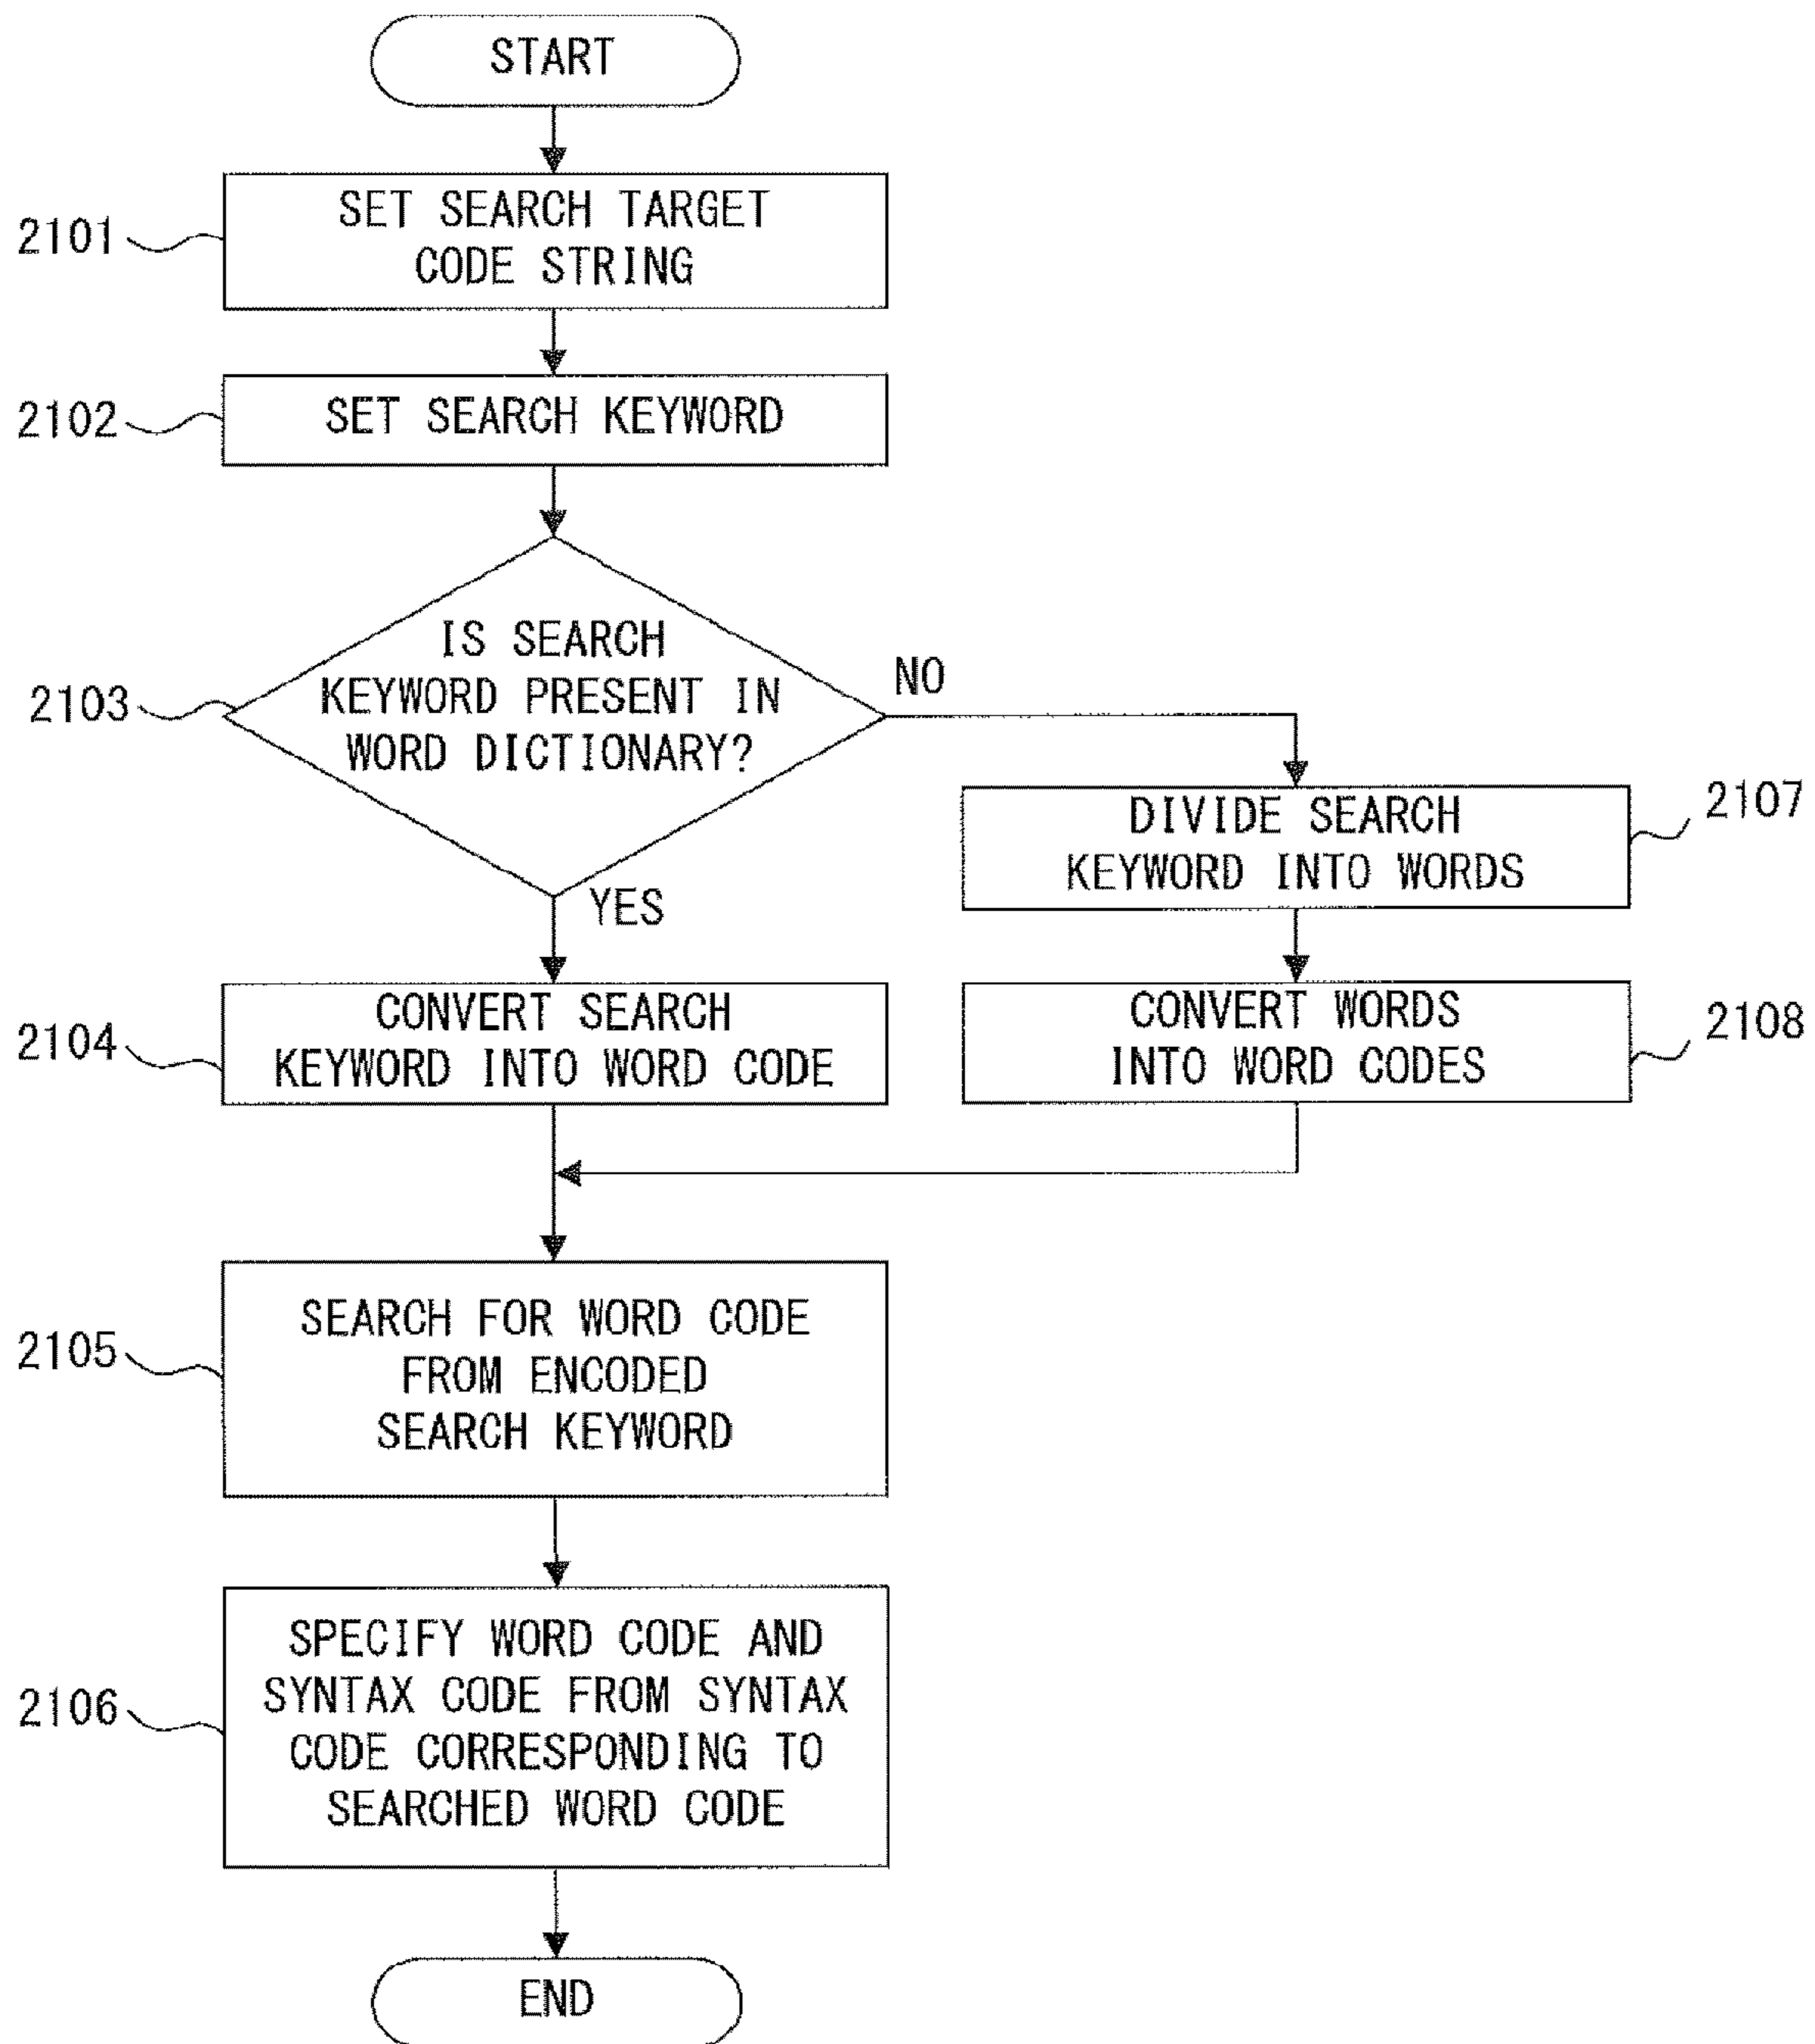 START
2101
SET SEARCH TARGET
CODE STRING
2102
SET SEARCH KEYWORD
2103
IS SEARCH
KEYWORD PRESENT IN
WORD DICTIONARY?
NO
YES
DIVIDE SEARCH
KEYWORD INTO WORDS
2107
2104
CONVERT SEARCH
KEYWORD INTO WORD CODE
CONVERT WORDS
INTO WORD CODES
2108
2105
SEARCH FOR WORD CODE
FROM ENCODED
SEARCH KEYWORD
2106
SPECIFY WORD CODE AND
SYNTAX CODE FROM SYNTAX
CODE CORRESPONDING TO
SEARCHED WORD CODE
END